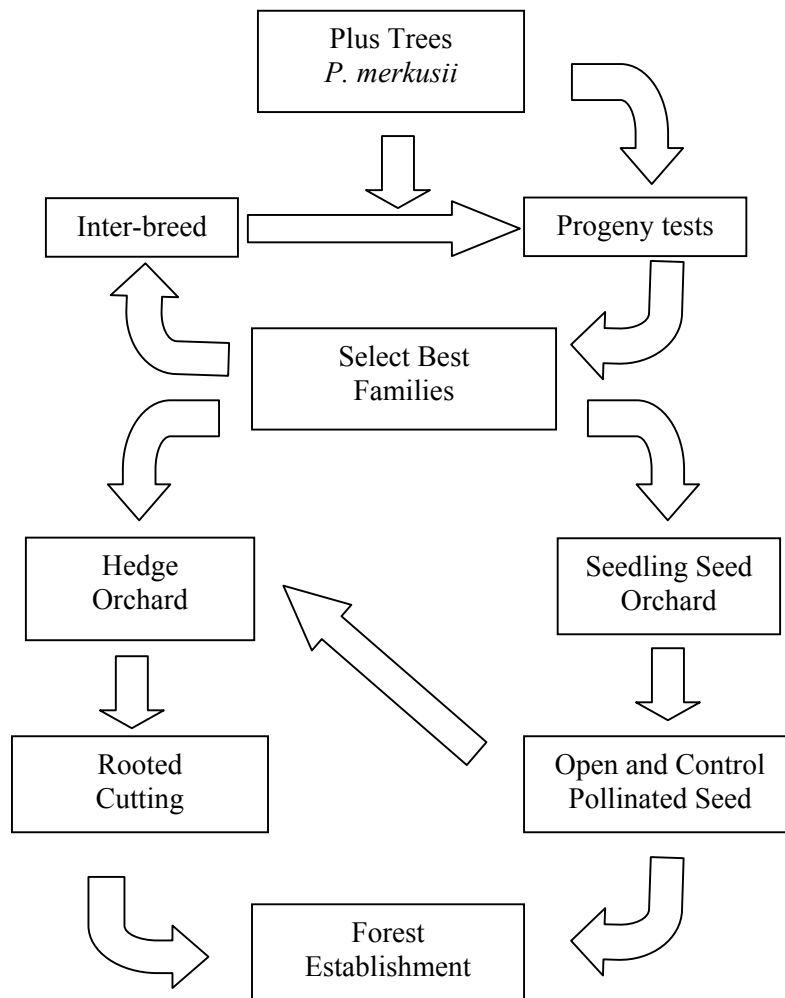 Plus Trees
P. merkusii
Inter-breed
Progeny tests
Select Best
Families
Hedge
Orchard
Seedling Seed
Orchard
Rooted
Cutting
Open and Control
Pollinated Seed
Forest
Establishment